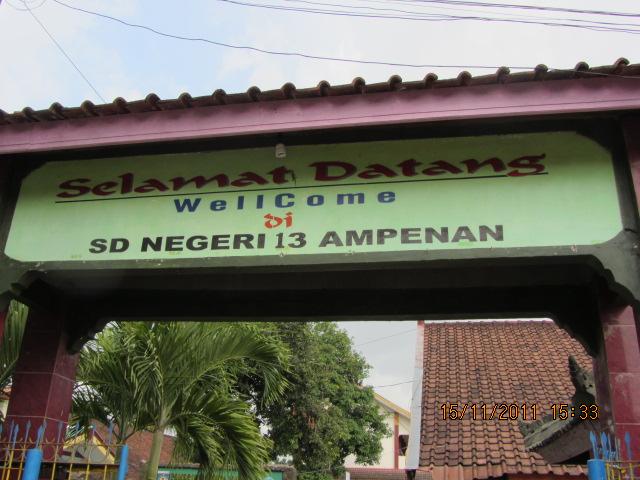 Selamat Datang
WellCome
di
SD NEGERI 13 AMPENAN
15/11/2011 15:33